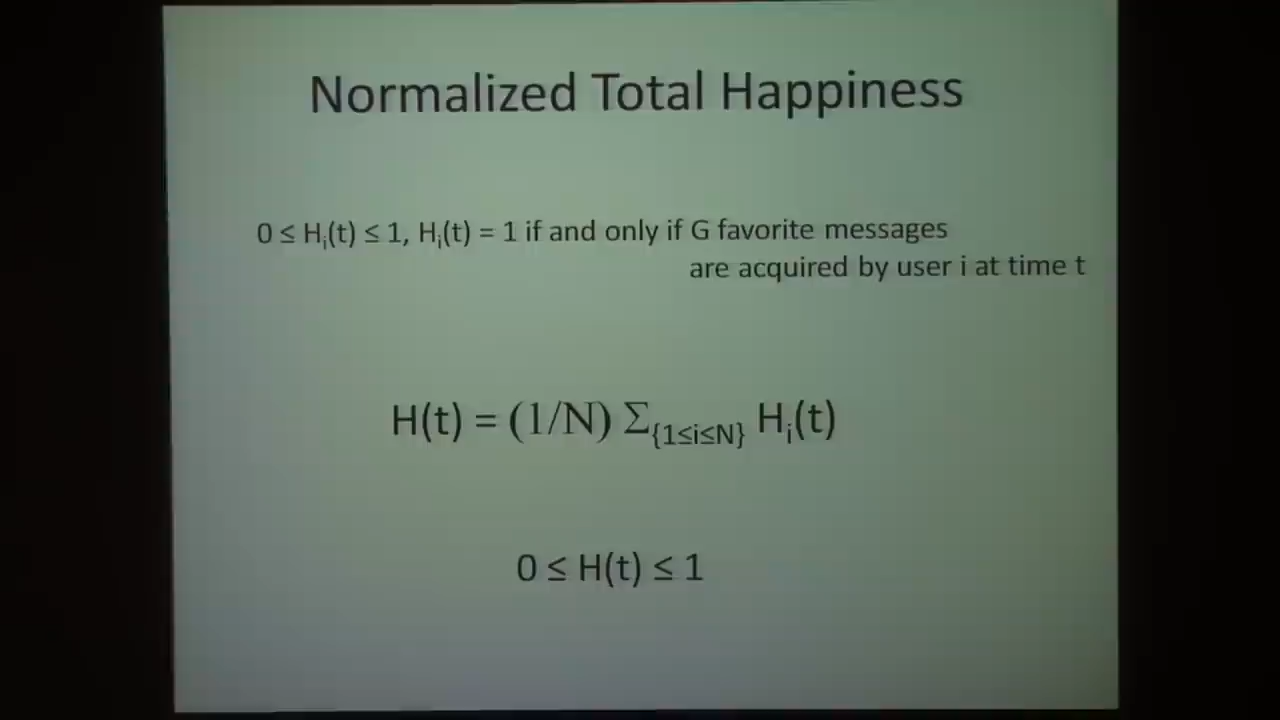 Normalized Total Happiness
0 ≤ Hᵢ(t) ≤ 1, Hᵢ(t) = 1 if and only if G favorite messages
are acquired by user i at time t
H(t) = (1/N) Σ{1≤i≤N} Hᵢ(t)
0 ≤ H(t) ≤ 1